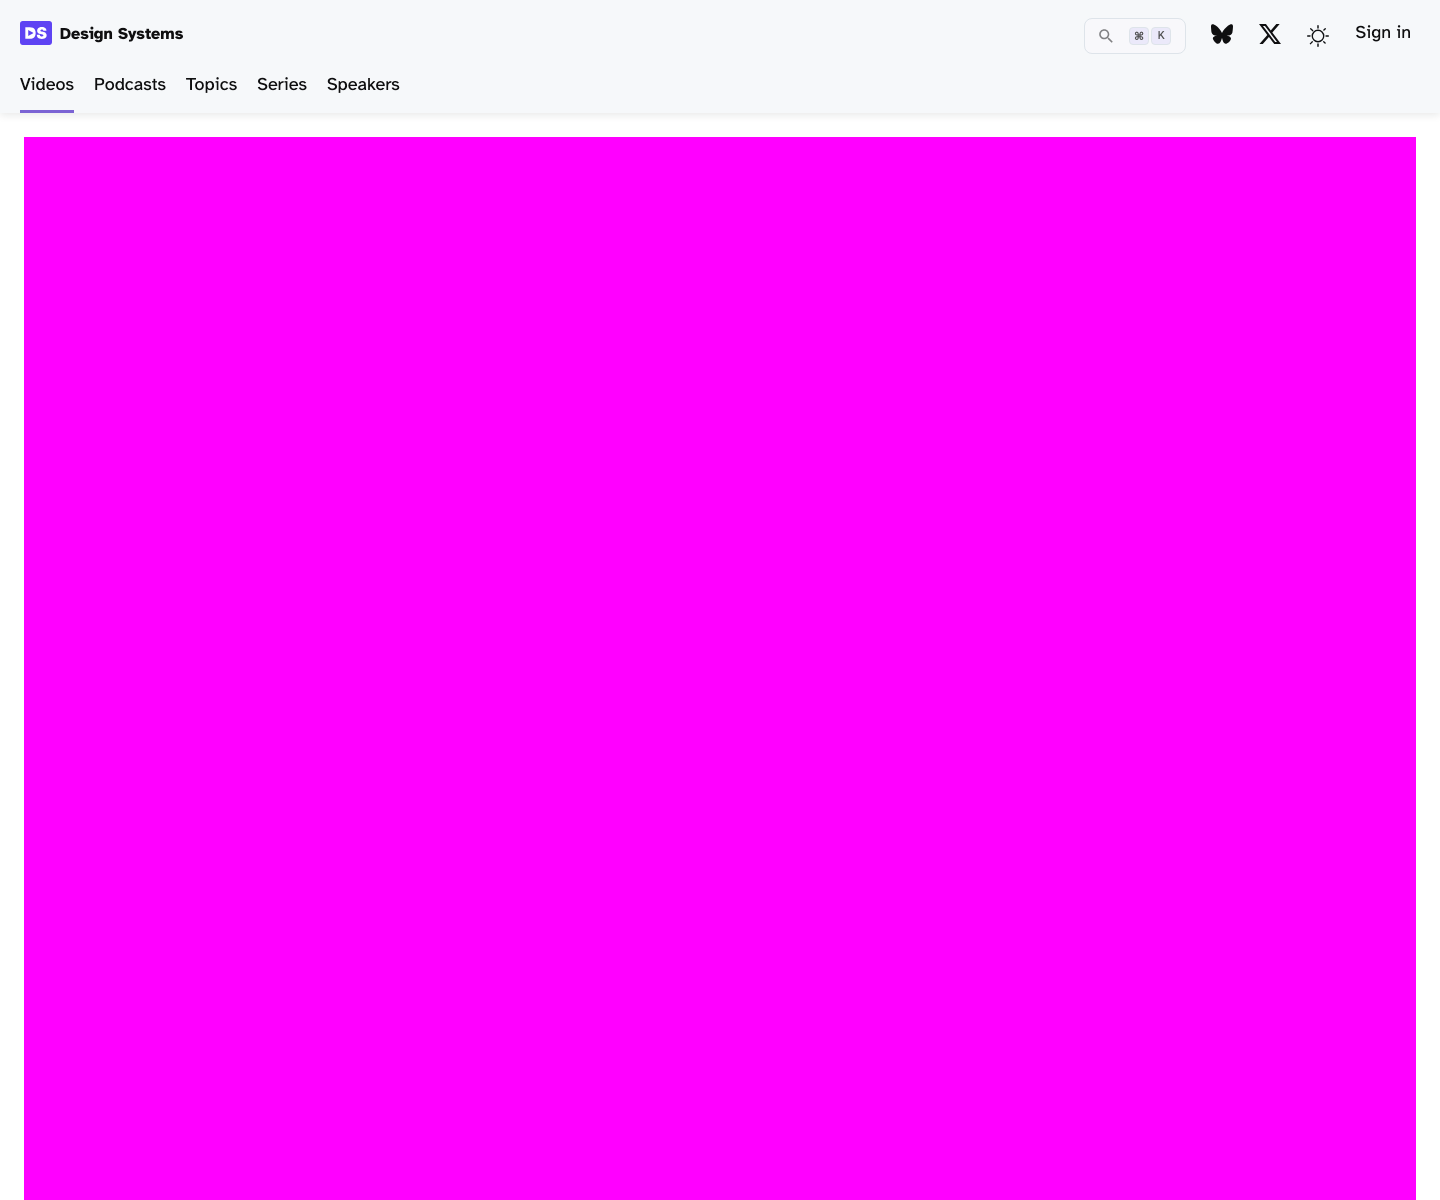 DS Design Systems
⌘ K
Sign in
Videos Podcasts Topics Series Speakers